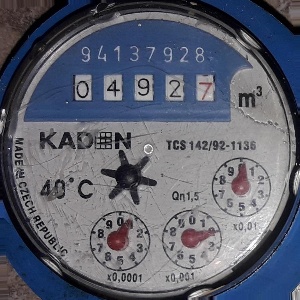 94137928
04927 m³
KADEN TCS 142/92-1136
MADE IN CZECH REPUBLIC
40°C Qn1,5
x0,01
x0,0001 x0,001